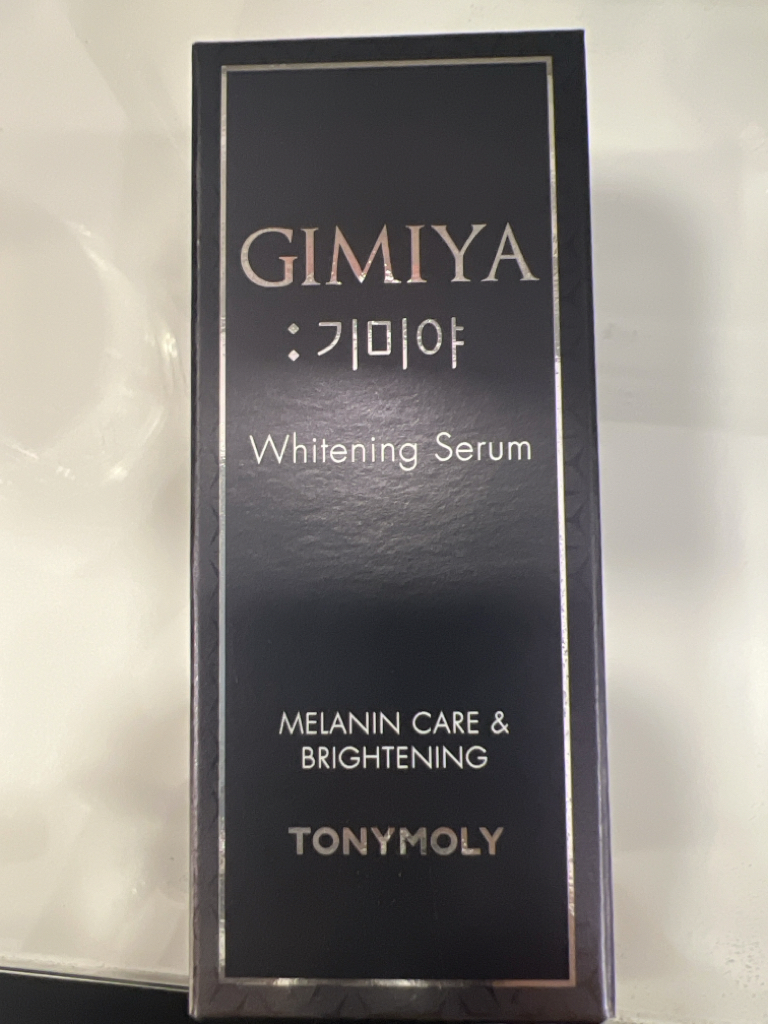 GIMIYA
:기미야
Whitening Serum
MELANIN CARE &
BRIGHTENING
TONYMOLY